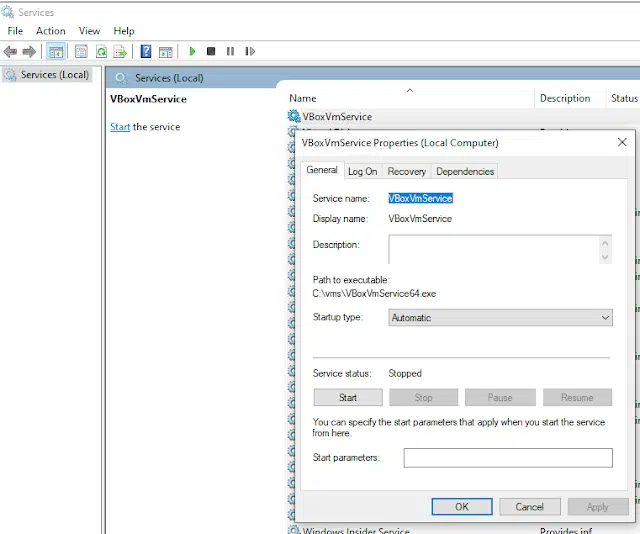 Services
File Action View Help
Services (Local)
Services (Local)
VBoxVmService
Start the service
Name Description Status
VBoxVmService
VBoxVmService Properties (Local Computer)
General Log On Recovery Dependencies
Service name: VBoxVmService
Display name: VBoxVmService
Description:
Path to executable:
C:\vms\VBoxVmService64.exe
Startup type: Automatic
Service status: Stopped
Start Stop Pause Resume
You can specify the start parameters that apply when you start the service
from here.
Start parameters:
OK Cancel Apply
Windows Insider Service Provides inf